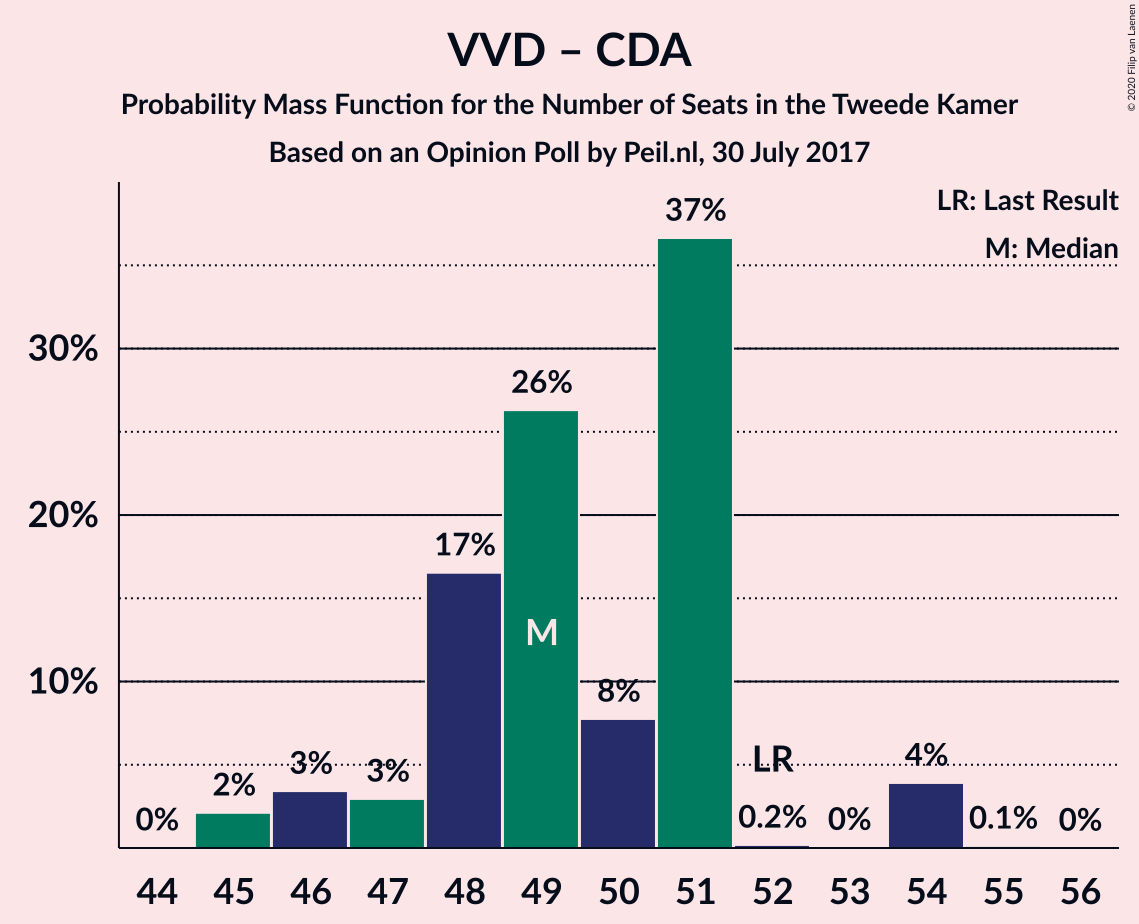 VVD – CDA
Probability Mass Function for the Number of Seats in the Tweede Kamer
Based on an Opinion Poll by Peil.nl, 30 July 2017
© 2020 Filip van Laenen
LR: Last Result
M: Median
30%
20%
10%
0%
2%
3%
3%
17%
26%
8%
37%
0.2%
0%
4%
0.1%
0%
M
LR
44 45 46 47 48 49 50 51 52 53 54 55 56